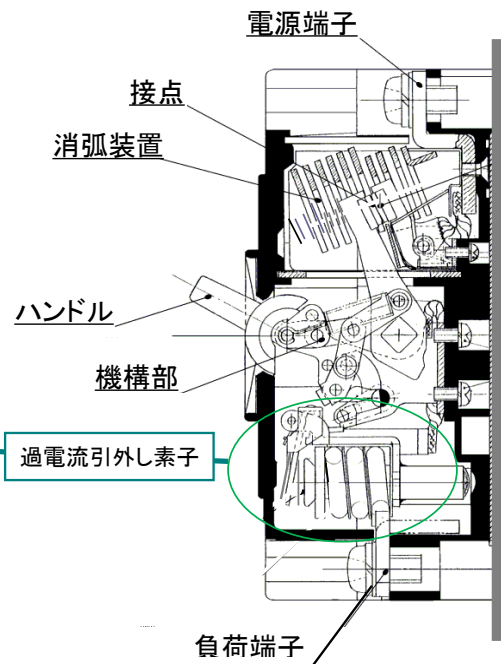 電源端子
接点
消弧装置
ハンドル
機構部
過電流引外し素子
負荷端子